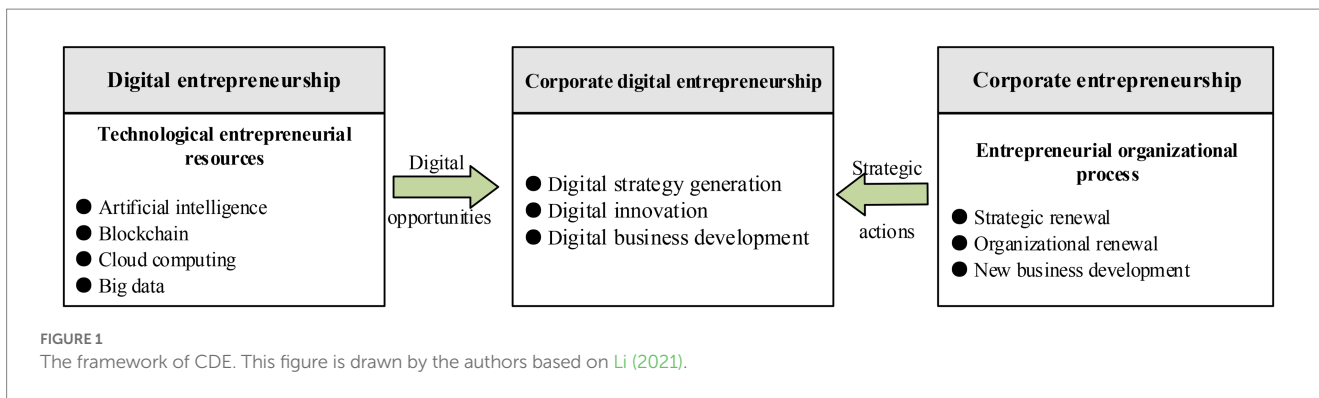 Digital entrepreneurship
Technological entrepreneurial
resources
● Artificial intelligence
● Blockchain
● Cloud computing
● Big data
Digital
opportunities
Corporate digital entrepreneurship
● Digital strategy generation
● Digital innovation
● Digital business development
Strategic
actions
Corporate entrepreneurship
Entrepreneurial organizational
process
● Strategic renewal
● Organizational renewal
● New business development
FIGURE 1
The framework of CDE. This figure is drawn by the authors based on Li (2021).